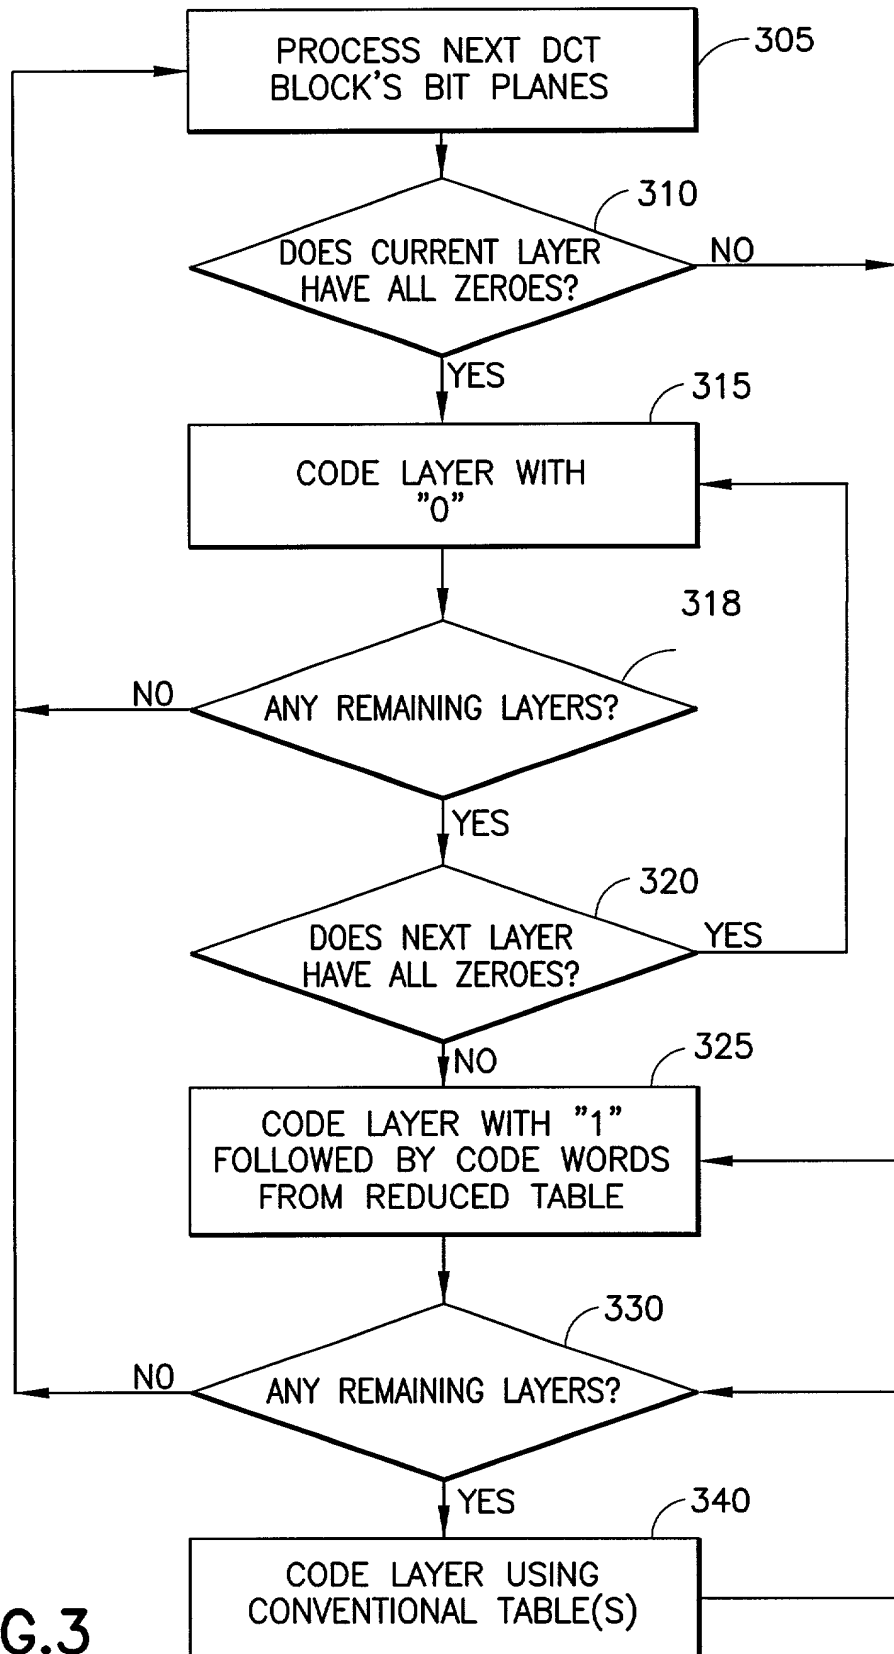 PROCESS NEXT DCT
BLOCK'S BIT PLANES
305
310
DOES CURRENT LAYER
HAVE ALL ZEROES?
NO
YES
315
CODE LAYER WITH
"0"
318
NO
ANY REMAINING LAYERS?
YES
320
DOES NEXT LAYER
HAVE ALL ZEROES?
YES
NO
325
CODE LAYER WITH "1"
FOLLOWED BY CODE WORDS
FROM REDUCED TABLE
330
NO
ANY REMAINING LAYERS?
YES
340
CODE LAYER USING
CONVENTIONAL TABLE(S)
G.3